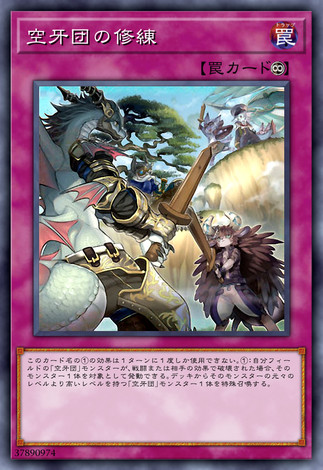 空牙団の修練
罠
トラップ
【罠カード】
このカード名の①の効果は1ターンに1度しか使用できない。①:自分フィール
ドの「空牙団」モンスターが、戦闘または相手の効果で破壊された場合、その
モンスター1体を対象として発動できる。デッキからそのモンスターの元々の
レベルより高いレベルを持つ「空牙団」モンスター1体を特殊召喚する。
37890974